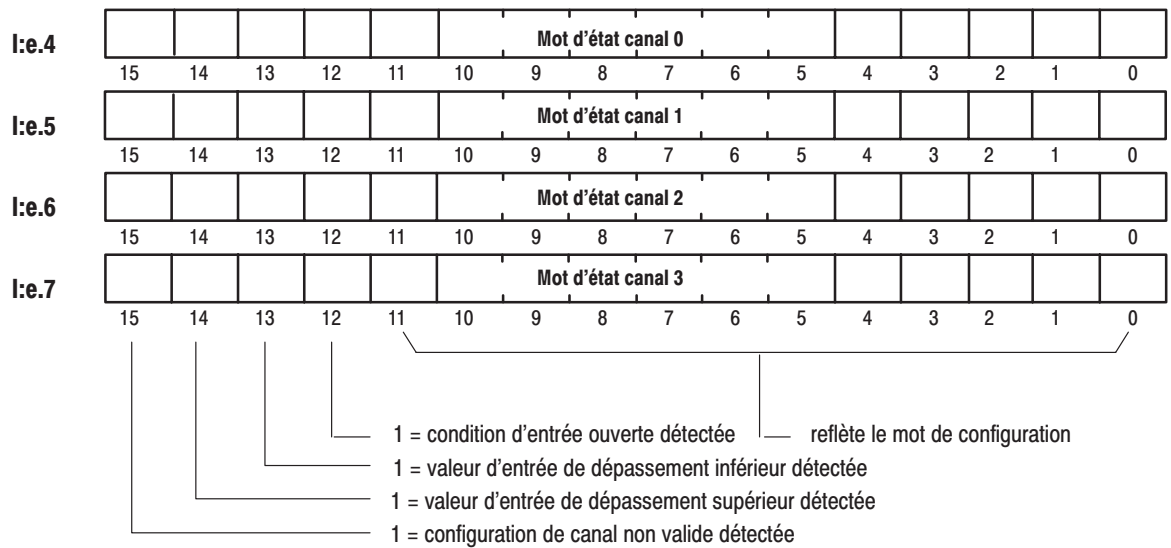 I:e.4 Mot d'état canal 0
15 14 13 12 11 10 9 8 7 6 5 4 3 2 1 0
I:e.5 Mot d'état canal 1
15 14 13 12 11 10 9 8 7 6 5 4 3 2 1 0
I:e.6 Mot d'état canal 2
15 14 13 12 11 10 9 8 7 6 5 4 3 2 1 0
I:e.7 Mot d'état canal 3
15 14 13 12 11 10 9 8 7 6 5 4 3 2 1 0
1 = condition d'entrée ouverte détectée reflète le mot de configuration
1 = valeur d'entrée de dépassement inférieur détectée
1 = valeur d'entrée de dépassement supérieur détectée
1 = configuration de canal non valide détectée